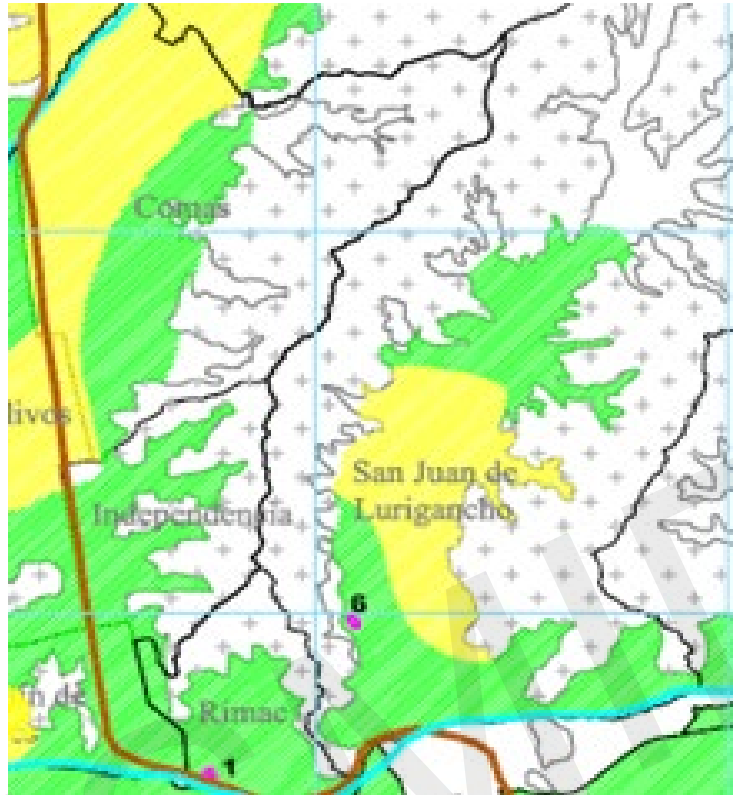 Comas
livos
San Juan de
Lurigancho
Independencia
6
n de
Rimac
1